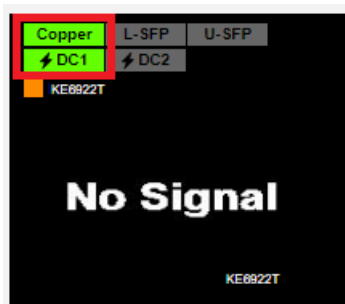 Copper L-SFP U-SFP
DC1 DC2
KE6922T
No Signal
KE6922T